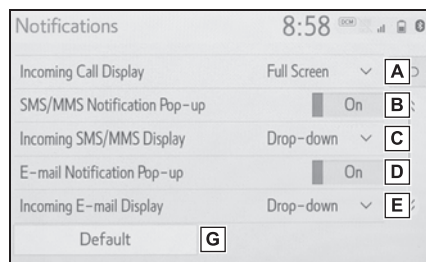 Notifications 8:58 DCM
Incoming Call Display Full Screen A
SMS/MMS Notification Pop-up On B
Incoming SMS/MMS Display Drop-down C
E-mail Notification Pop-up On D
Incoming E-mail Display Drop-down E
Default G